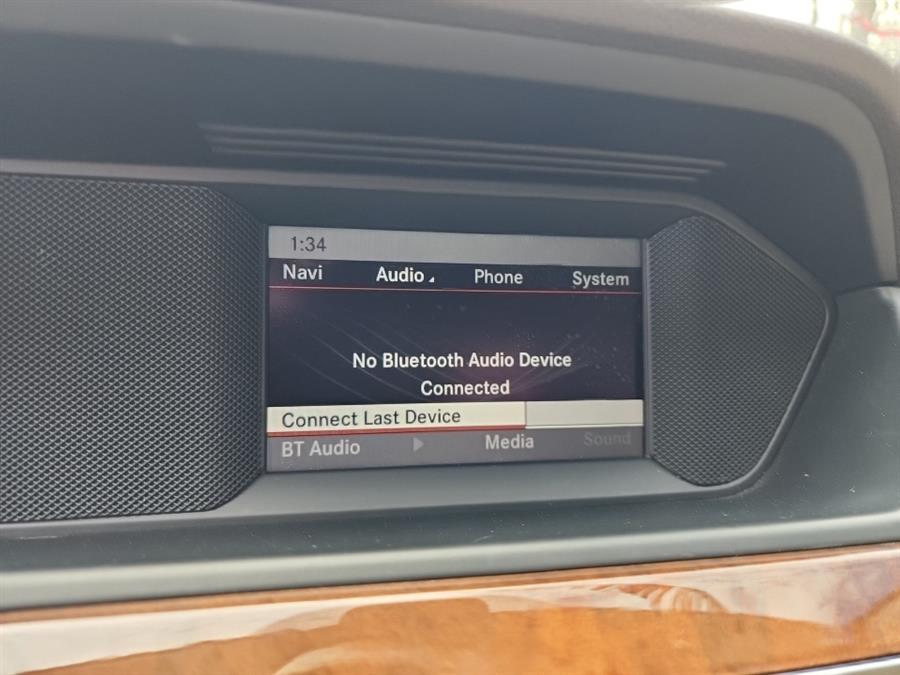 1:34
Navi Audio Phone System
No Bluetooth Audio Device
Connected
Connect Last Device
BT Audio Media Sound